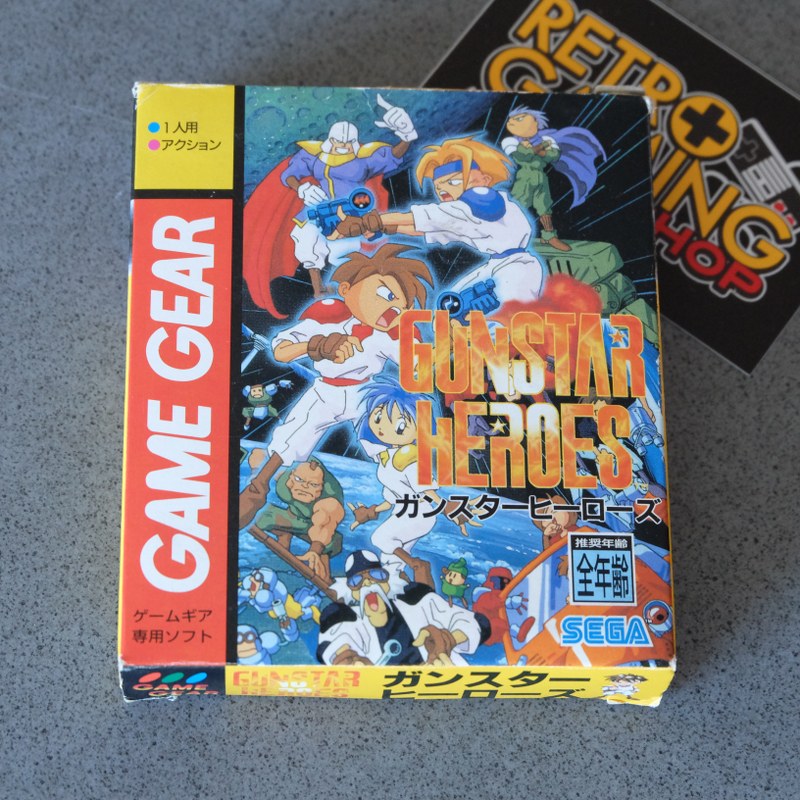 RETRO
GAMING
SHOP
●1人用
●アクション
GAME GEAR
ゲームギア
専用ソフト
GUNSTAR
HEROES
ガンスターヒーローズ
推奨年齢
全年齢
SEGA
GAME
GEAR
GUNSTAR
HEROES
ガンスター
ヒーローズ